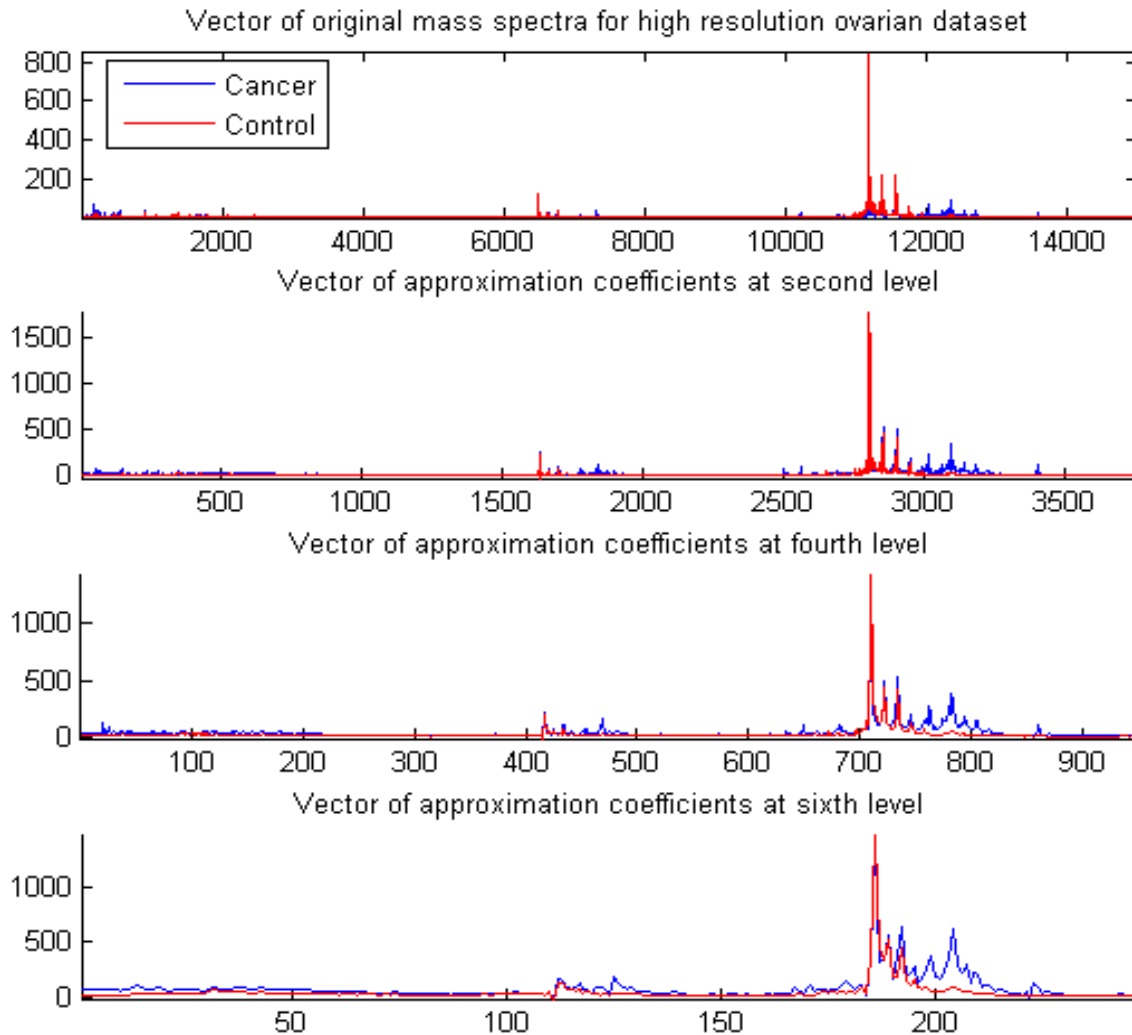 Vector of original mass spectra for high resolution ovarian dataset
800
600
400
200
Cancer
Control
2000 4000 6000 8000 10000 12000 14000
Vector of approximation coefficients at second level
1500
1000
500
0
500 1000 1500 2000 2500 3000 3500
Vector of approximation coefficients at fourth level
1000
500
0
100 200 300 400 500 600 700 800 900
Vector of approximation coefficients at sixth level
1000
500
0
50 100 150 200